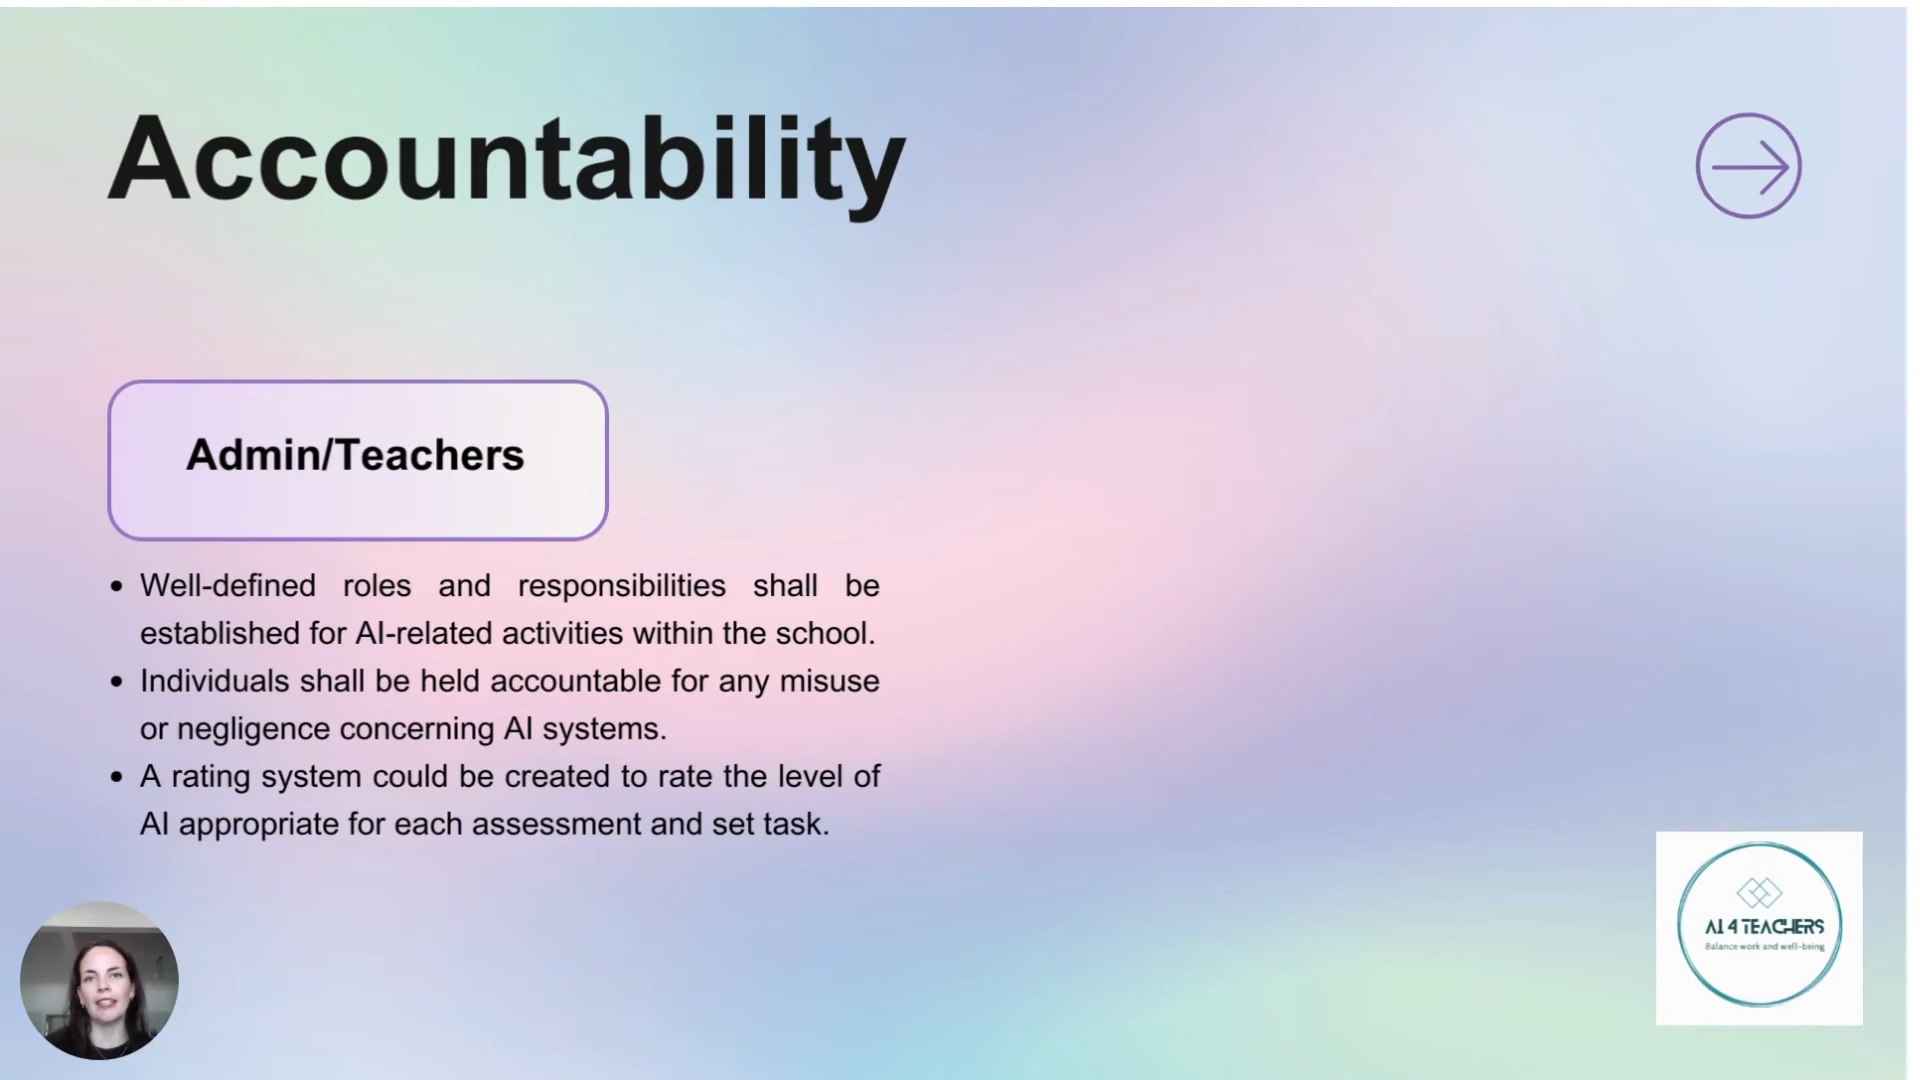 Accountability
Admin/Teachers
• Well-defined roles and responsibilities shall be
established for AI-related activities within the school.
• Individuals shall be held accountable for any misuse
or negligence concerning AI systems.
• A rating system could be created to rate the level of
AI appropriate for each assessment and set task.
AI 4 TEACHERS
Balance work and well-being